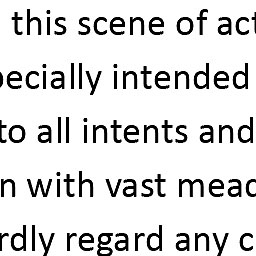 this scene of act
pecially intended
to all intents and
n with vast mead
rdly regard any c